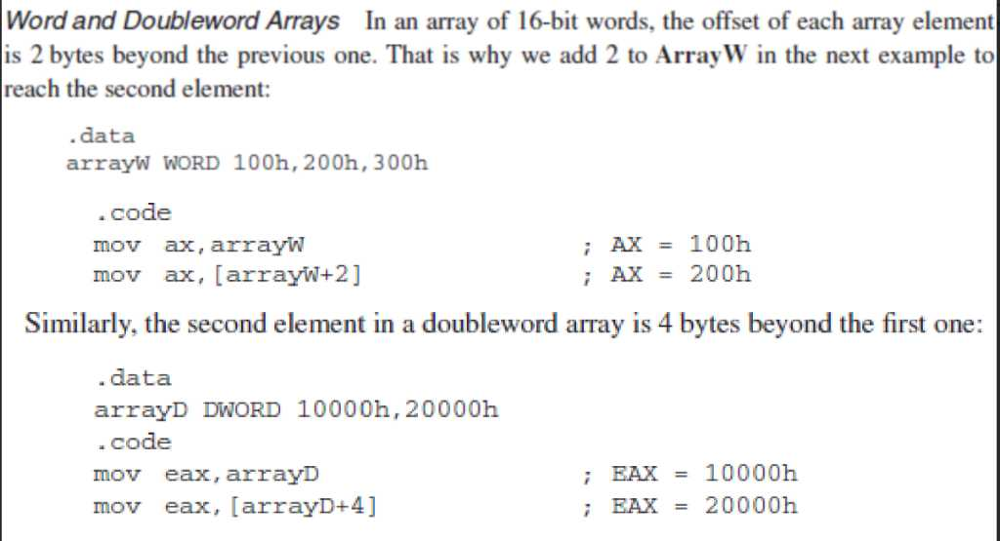 Word and Doubleword Arrays In an array of 16-bit words, the offset of each array element
is 2 bytes beyond the previous one. That is why we add 2 to ArrayW in the next example to
reach the second element:
.data
arrayW WORD 100h,200h,300h
.code
mov ax,arrayW ; AX = 100h
mov ax,[arrayW+2] ; AX = 200h
Similarly, the second element in a doubleword array is 4 bytes beyond the first one:
.data
arrayD DWORD 10000h,20000h
.code
mov eax,arrayD ; EAX = 10000h
mov eax,[arrayD+4] ; EAX = 20000h